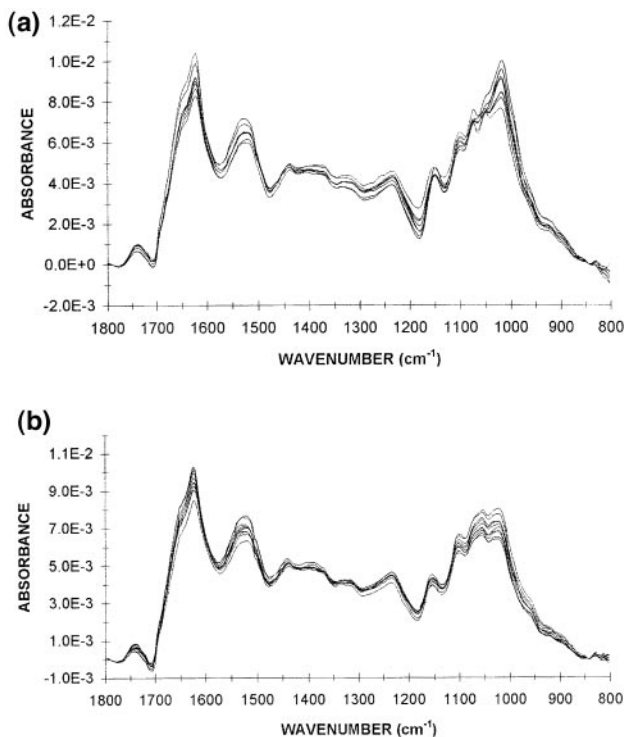 (a)
1.2E-2
1.0E-2
8.0E-3
6.0E-3
4.0E-3
2.0E-3
0.0E+0
-2.0E-3
ABSORBANCE
1800 1700 1600 1500 1400 1300 1200 1100 1000 900 800
WAVENUMBER (cm⁻¹)
(b)
1.1E-2
9.0E-3
7.0E-3
5.0E-3
3.0E-3
1.0E-3
-1.0E-3
ABSORBANCE
1800 1700 1600 1500 1400 1300 1200 1100 1000 900 800
WAVENUMBER (cm⁻¹)